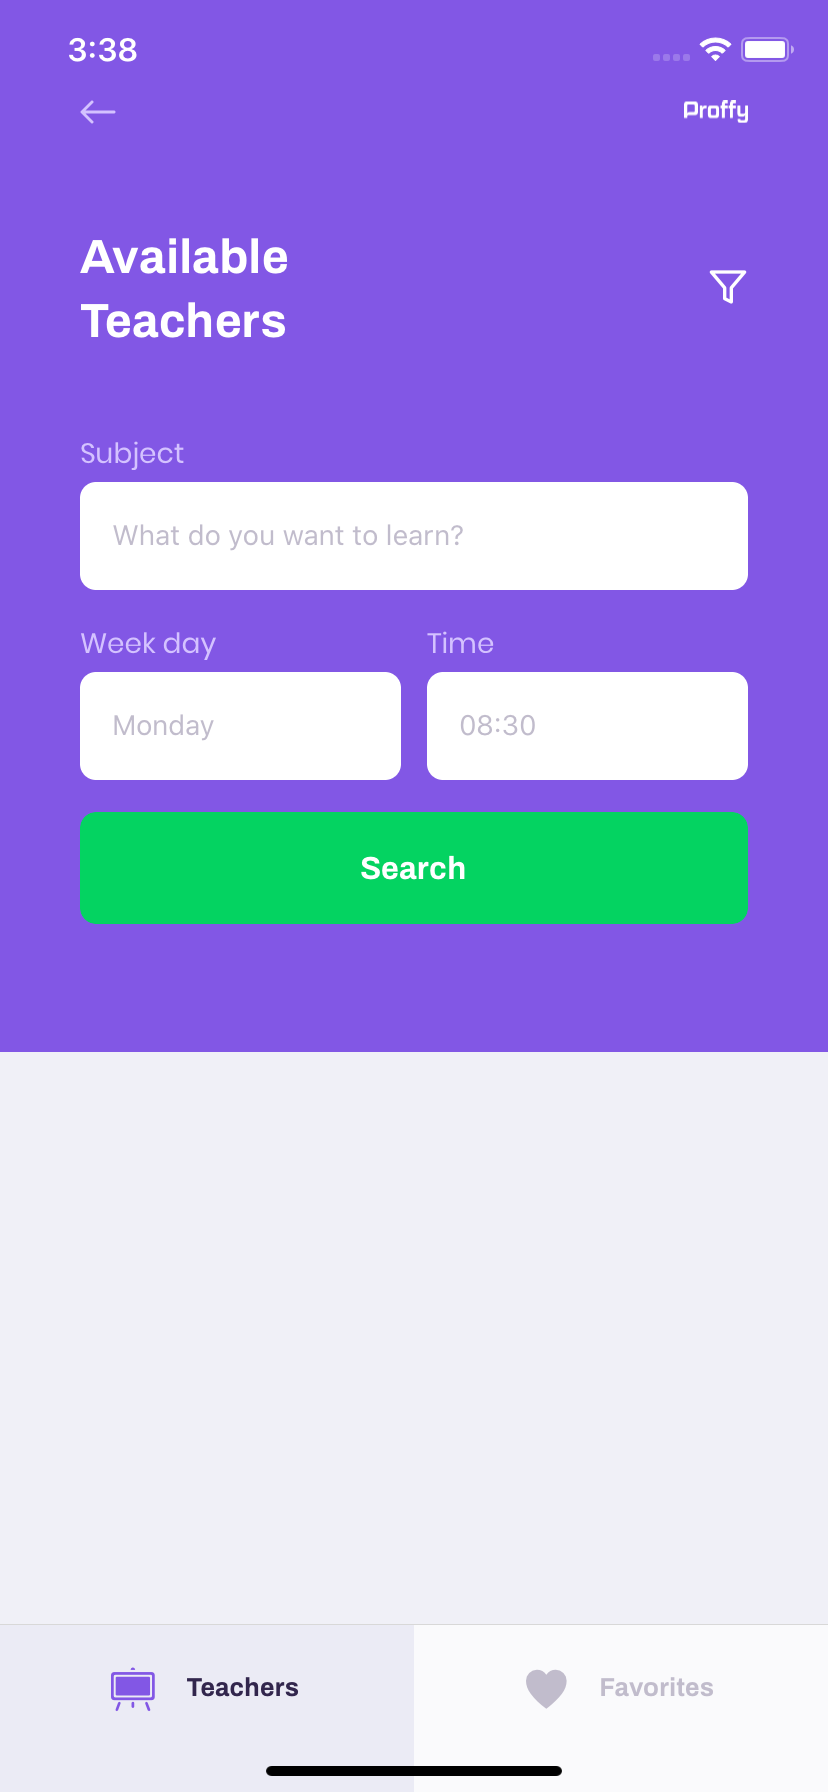 3:38
Proffy
Available
Teachers
Subject
What do you want to learn?
Week day
Time
Monday
08:30
Search
Teachers
Favorites